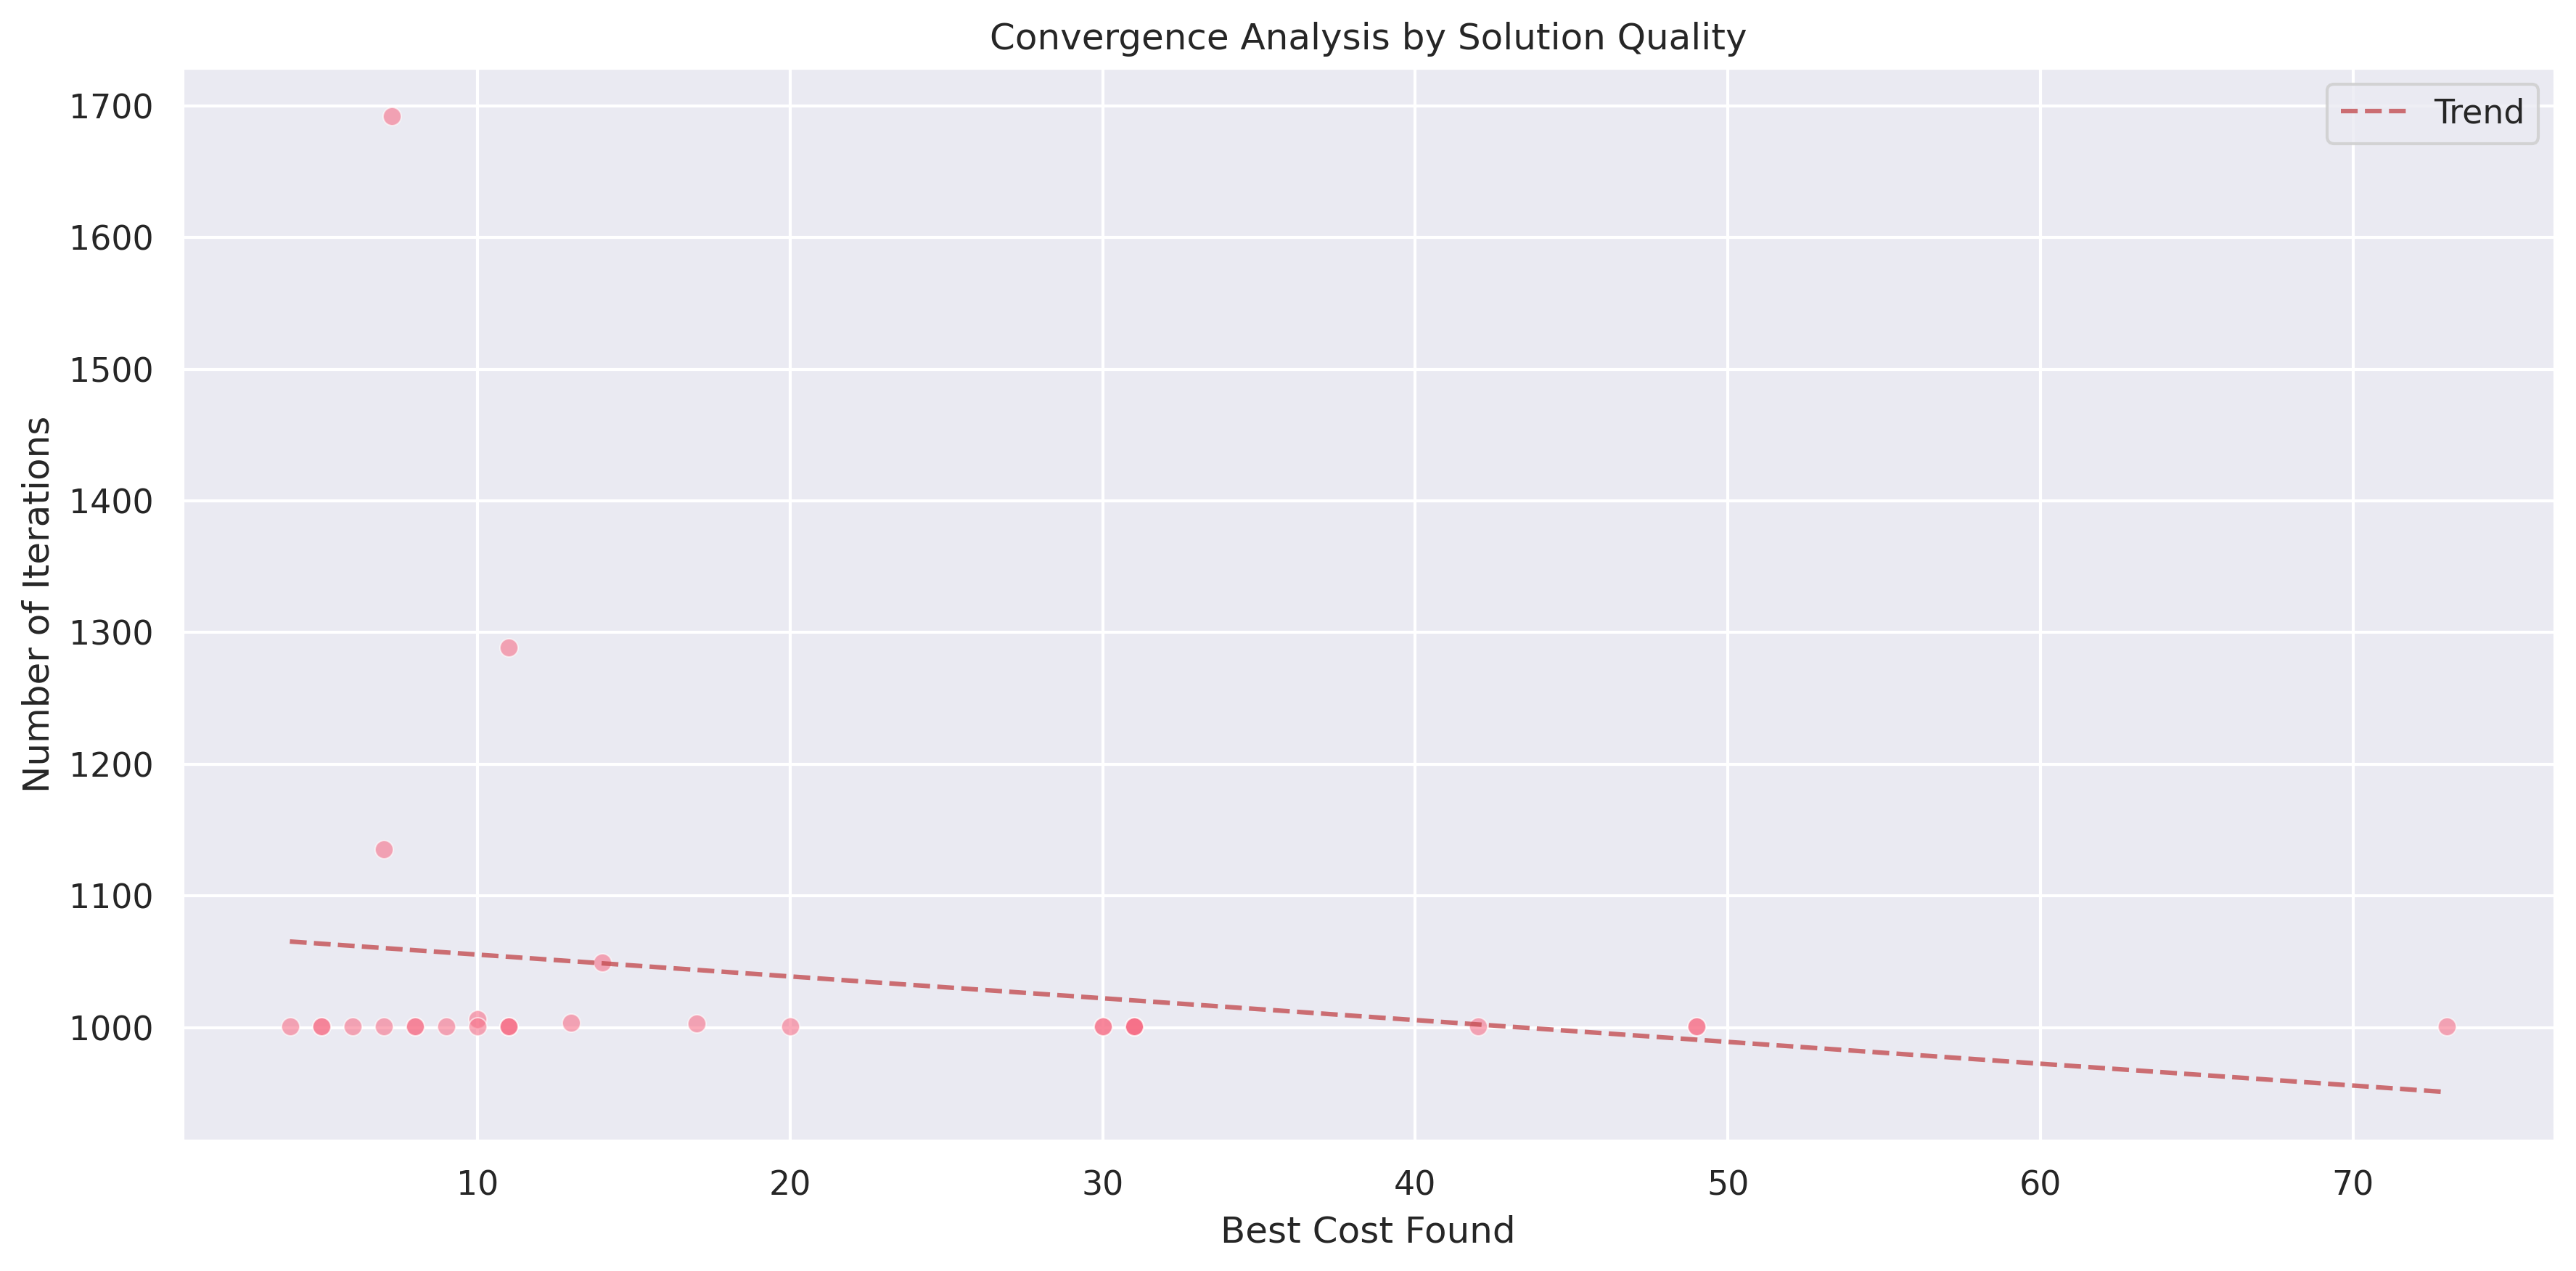 Convergence Analysis by Solution Quality
Trend
Number of Iterations
1700
1600
1500
1400
1300
1200
1100
1000
10 20 30 40 50 60 70
Best Cost Found